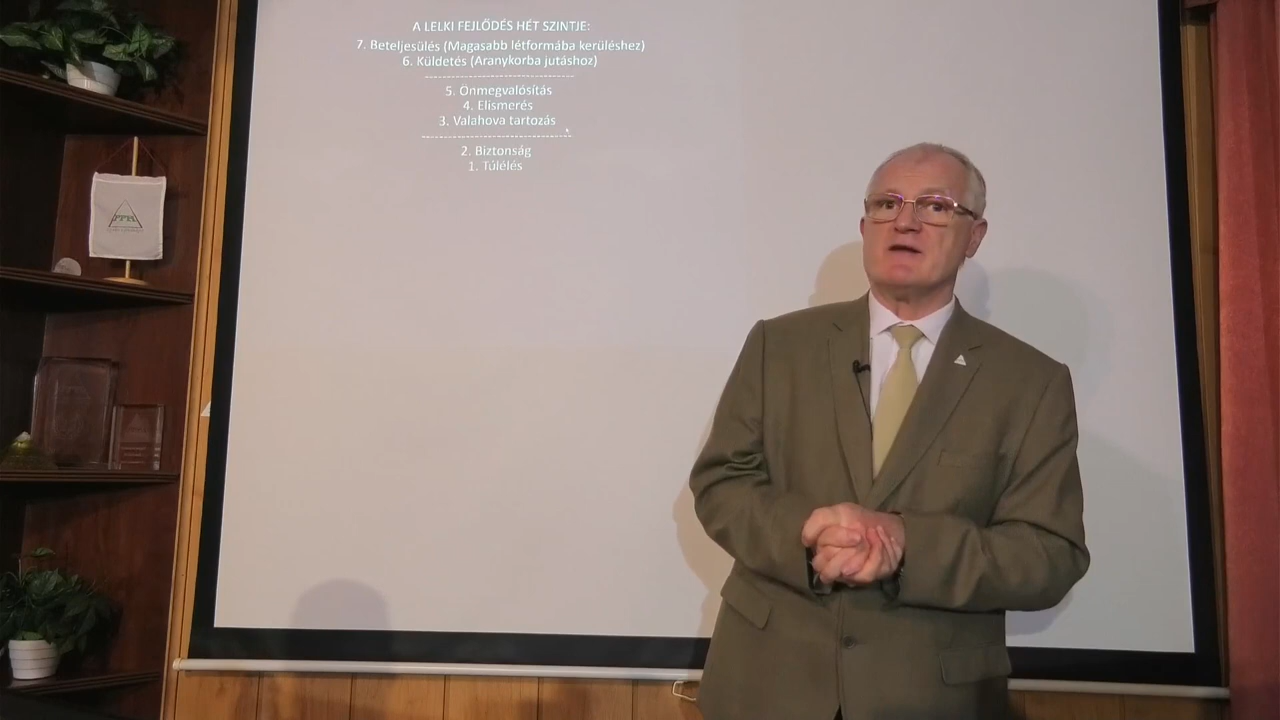 A LELKI FEJLŐDÉS HÉT SZINTJE:
7. Beteljesülés (Magasabb létformába kerüléshez)
6. Küldetés (Aranykorba jutáshoz)
5. Önmegvalósítás
4. Elismerés
3. Valahova tartozás
2. Biztonság
1. Túlélés